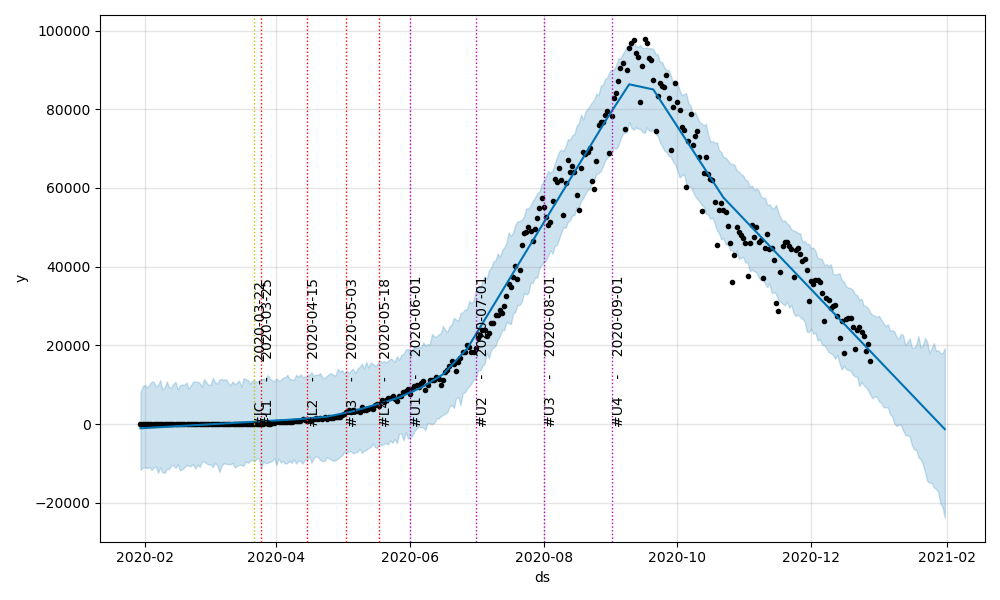 100000
80000
60000
40000
20000
0
−20000
y
#JC - 2020-03-22
#L1 - 2020-03-25
#L2 - 2020-04-15
#L3 - 2020-05-03
#L4 - 2020-05-18
#U1 - 2020-06-01
#U2 - 2020-07-01
#U3 - 2020-08-01
#U4 - 2020-09-01
2020-02
2020-04
2020-06
2020-08
2020-10
2020-12
2021-02
ds